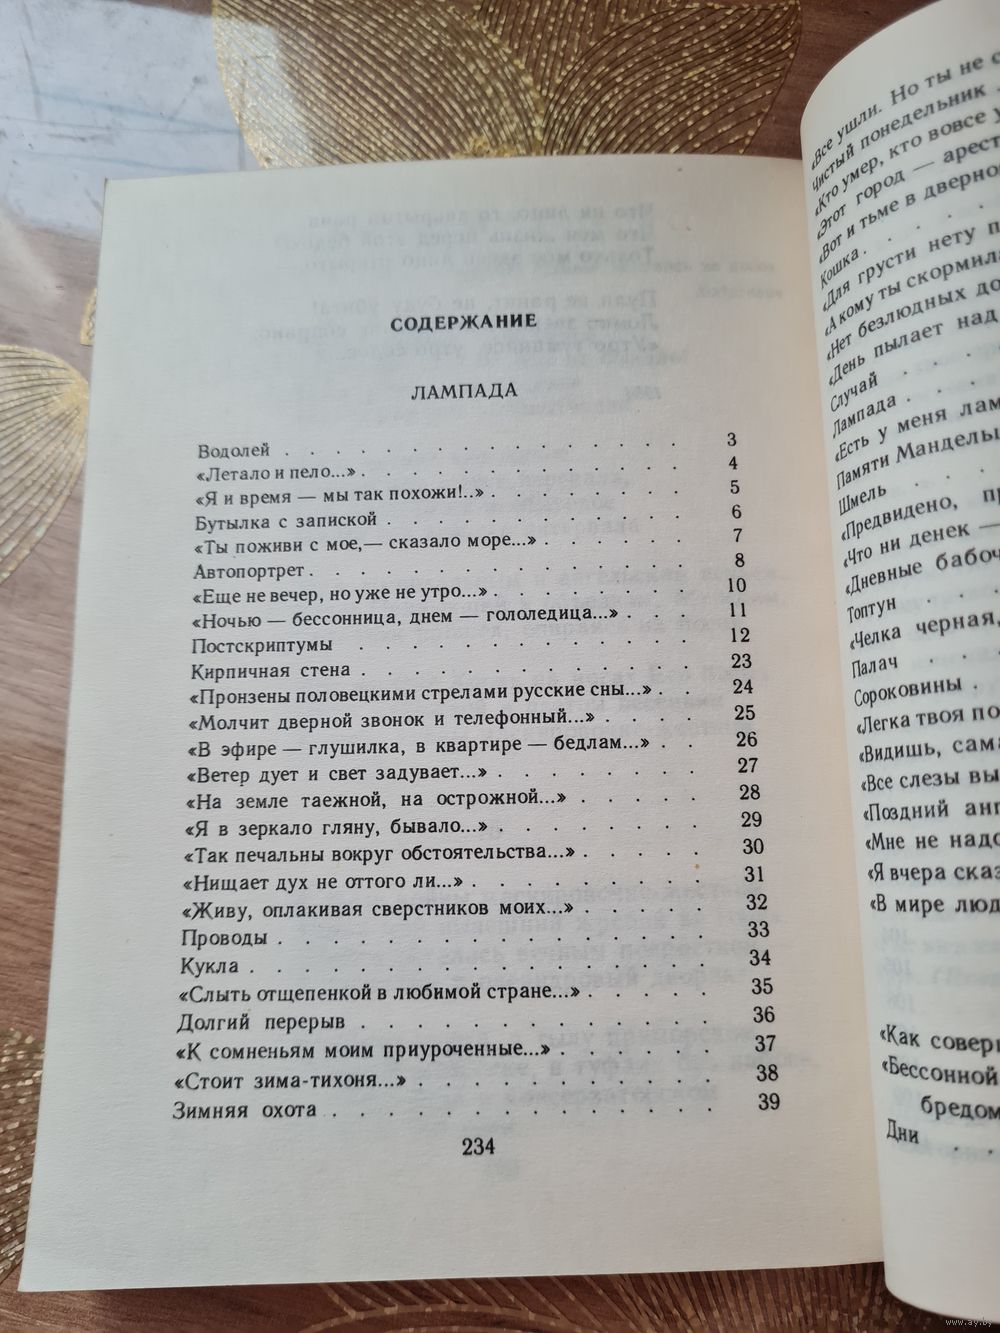 СОДЕРЖАНИЕ
ЛАМПАДА
Водолей . . . . . . . . . . . . . . . 3
«Летало и пело...» . . . . . . . . . . . . 4
«Я и время — мы так похожи!..» . . . . . . . . 5
Бутылка с запиской . . . . . . . . . . . . 6
«Ты поживи с мое,— сказало море...» . . . . . . 7
Автопортрет . . . . . . . . . . . . . . 8
«Еще не вечер, но уже не утро...» . . . . . . . . 10
«Ночью — бессонница, днем — гололедица...» . . . 11
Постскриптумы . . . . . . . . . . . . . 12
Кирпичная стена . . . . . . . . . . . . . 23
«Пронзены половецкими стрелами русские сны...» . . 24
«Молчит дверной звонок и телефонный...» . . . . 25
«В эфире — глушилка, в квартире — бедлам...» . . 26
«Ветер дует и свет задувает...» . . . . . . . . 27
«На земле таежной, на острожной...» . . . . . 28
«Я в зеркало гляну, бывало...» . . . . . . . . 29
«Так печальны вокруг обстоятельства...» . . . . . 30
«Нищает дух не оттого ли...» . . . . . . . . . 31
«Живу, оплакивая сверстников моих...» . . . . . 32
Проводы . . . . . . . . . . . . . . . 33
Кукла . . . . . . . . . . . . . . . . 34
«Слыть отщепенкой в любимой стране...» . . . . . 35
Долгий перерыв . . . . . . . . . . . . . 36
«К сомненьям моим приуроченные...» . . . . . . 37
«Стоит зима-тихоня...» . . . . . . . . . . . 38
Зимняя охота . . . . . . . . . . . . . . 39
234
«Все ушли. Но ты не с
Чистый понедельник .
«Кто умер, кто вовсе у
«Этот город — арест
«Вот и тьме в дверно
Кошка . . . .
«Для грусти нету п
«А кому ты скормила
«Нет безлюдных до
«День пылает над
Случай . . .
Лампада . . .
«Есть у меня лам
Памяти Мандель
Шмель . . .
«Предвидено, пр
«Что ни денек —
«Дневные бабоч
Топтун . . .
«Челка черная,
Палач . . .
Сороковины .
«Легка твоя по
«Видишь, сама
«Все слезы вы
«Поздний анг
«Мне не надо
«Я вчера сказ
«В мире люд
«Как соверш
«Бессонной
бредом
Дни . .
www.ay.by